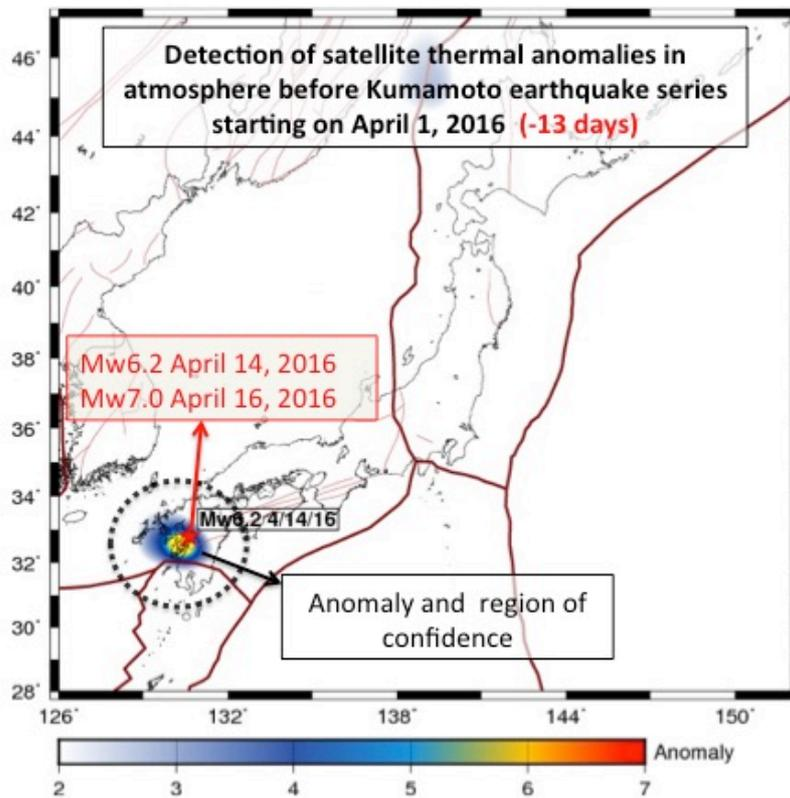 Detection of satellite thermal anomalies in
atmosphere before Kumamoto earthquake series
starting on April 1, 2016 (-13 days)
46°
44°
42°
40°
38°
36°
34°
32°
30°
28°
Mw6.2 April 14, 2016
Mw7.0 April 16, 2016
Mw6.2 4/14/16
Anomaly and region of
confidence
126° 132° 138° 144° 150°
Anomaly
2 3 4 5 6 7